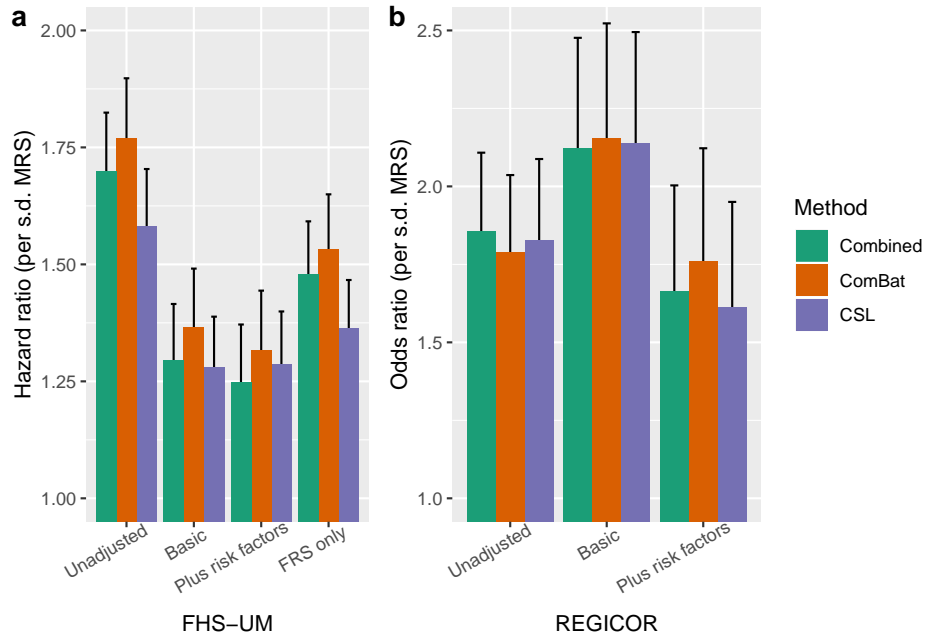 a
Hazard ratio (per s.d. MRS)
2.00
1.75
1.50
1.25
1.00
Unadjusted
Basic
Plus risk factors
FRS only
FHS−UM
b
Odds ratio (per s.d. MRS)
2.5
2.0
1.5
1.0
Unadjusted
Basic
Plus risk factors
REGICOR
Method
Combined
ComBat
CSL